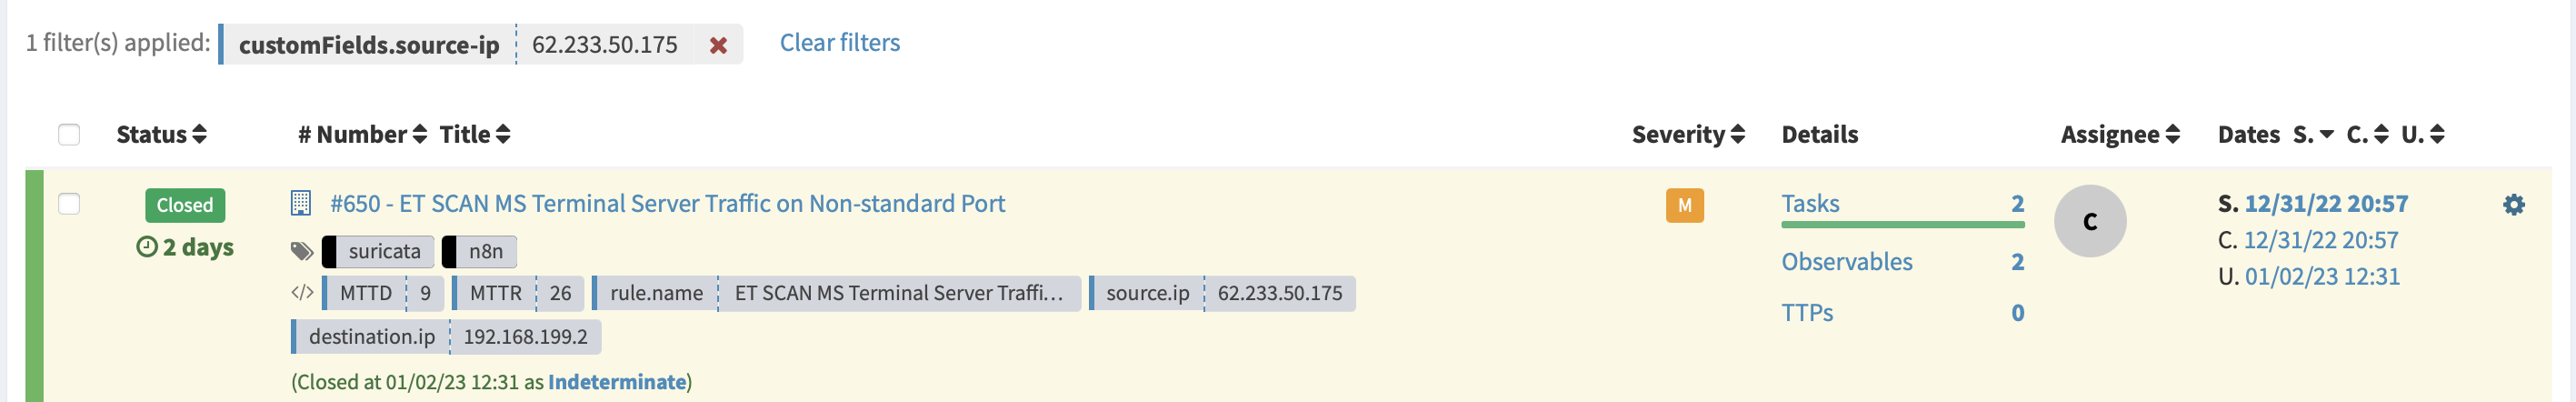 1 filter(s) applied: customFields.source-ip 62.233.50.175 Clear filters
Status # Number Title Severity Details Assignee Dates S. C. U.
Closed #650 - ET SCAN MS Terminal Server Traffic on Non-standard Port M Tasks 2 C S. 12/31/22 20:57
2 days suricata n8n Observables 2 C. 12/31/22 20:57
</> MTTD 9 MTTR 26 rule.name ET SCAN MS Terminal Server Traffi... source.ip 62.233.50.175 TTPs 0 U. 01/02/23 12:31
destination.ip 192.168.199.2
(Closed at 01/02/23 12:31 as Indeterminate)